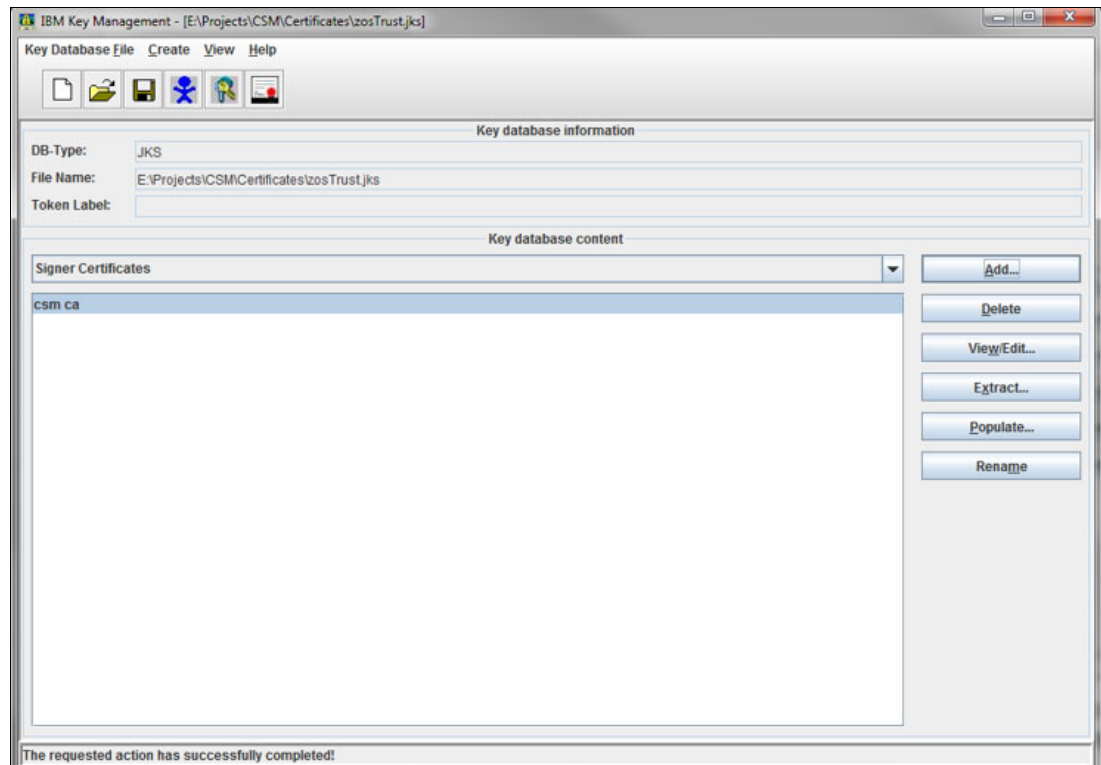 IBM Key Management - [E:\Projects\CSM\Certificates\zosTrust.jks]
Key Database File Create View Help
Key database information
DB-Type: JKS
File Name: E:\Projects\CSM\Certificates\zosTrust.jks
Token Label:
Key database content
Signer Certificates
Add...
csm ca
Delete
View/Edit...
Extract...
Populate...
Rename
The requested action has successfully completed!